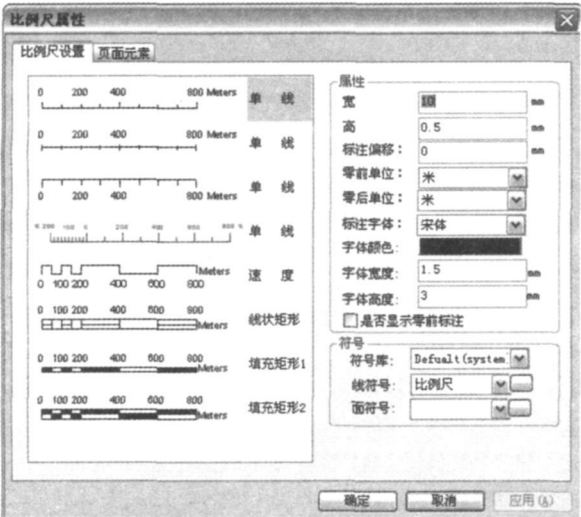 比例尺属性
比例尺设置 页面元素
0 200 400 800 Meters 单 线
0 200 400 800 Meters 单 线
0 200 400 800 Meters 单 线
200 400 600 800 单 线
Meters 速 度
0 100 200 400 600 800
0 100 200 400 600 800 线状矩形
Meters
0 100 200 400 600 800 填充矩形1
Meters
0 100 200 400 600 800 填充矩形2
Meters
属性
宽 10 mm
高 0.5 mm
标注偏移： 0 mm
零前单位： 米
零后单位： 米
标注字体： 宋体
字体颜色：
字体宽度： 1.5 mm
字体高度： 3 mm
是否显示零前标注
符号
符号库： Defualt(system
线符号： 比例尺
面符号：
确定 取消 应用(A)